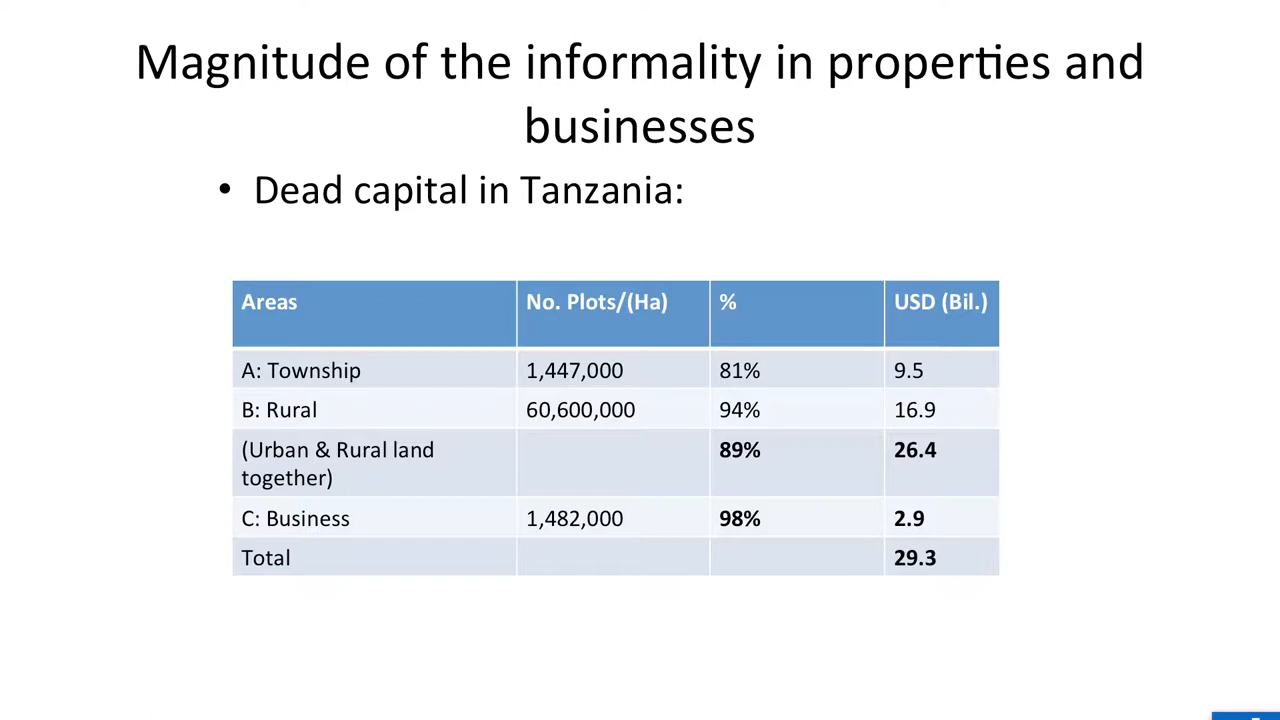 Magnitude of the informality in properties and
businesses
• Dead capital in Tanzania:
Areas No. Plots/(Ha) % USD (Bil.)
A: Township 1,447,000 81% 9.5
B: Rural 60,600,000 94% 16.9
(Urban & Rural land
together) 89% 26.4
C: Business 1,482,000 98% 2.9
Total 29.3